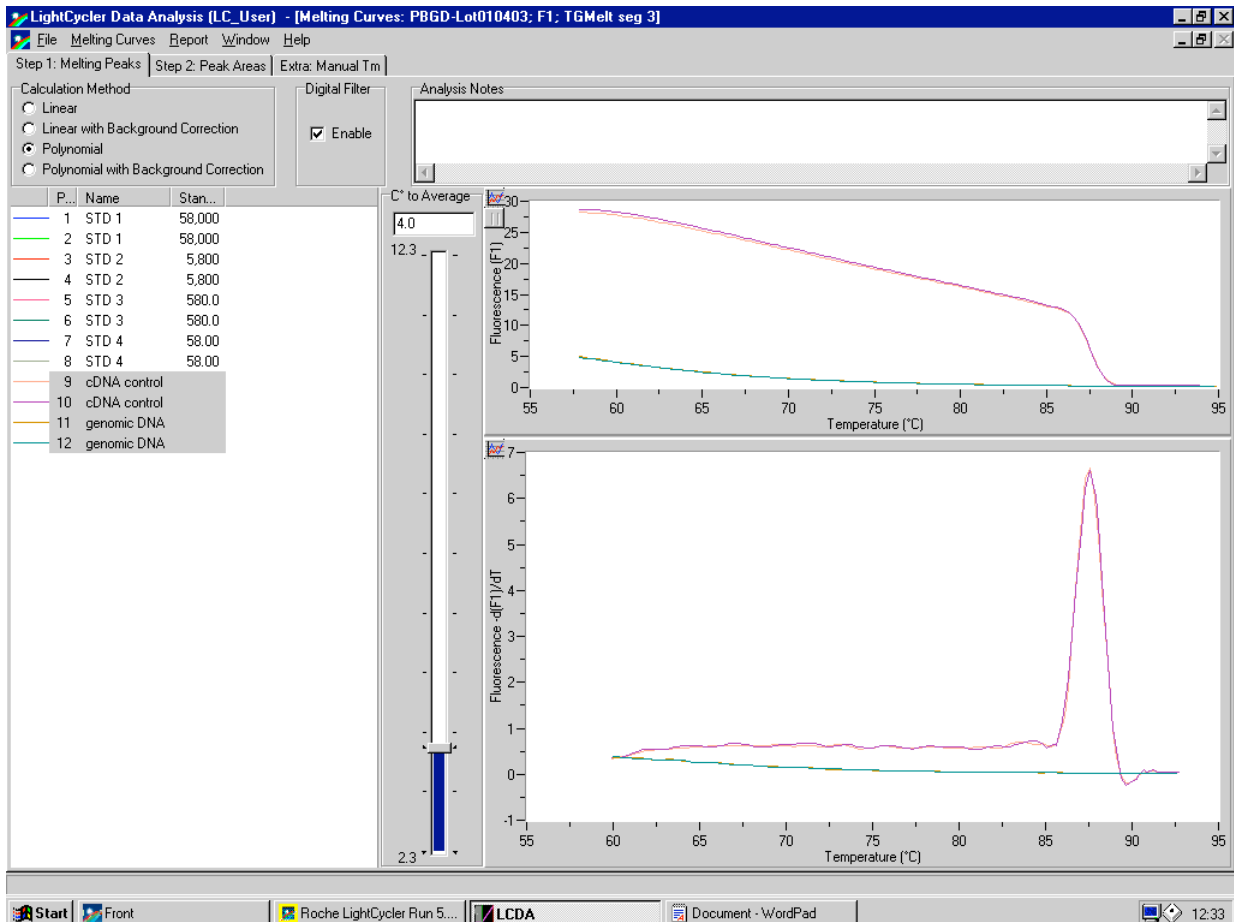 LightCycler Data Analysis (LC_User) - [Melting Curves: PBGD-Lot010403; F1; TGMelt seg 3]
File Melting Curves Report Window Help
Step 1: Melting Peaks Step 2: Peak Areas Extra: Manual Tm
Calculation Method
Linear
Linear with Background Correction
Polynomial
Polynomial with Background Correction
Digital Filter
Enable
Analysis Notes
P... Name Stan...
1 STD 1 58,000
2 STD 1 58,000
3 STD 2 5,800
4 STD 2 5,800
5 STD 3 580.0
6 STD 3 580.0
7 STD 4 58.00
8 STD 4 58.00
9 cDNA control
10 cDNA control
11 genomic DNA
12 genomic DNA
C° to Average
4.0
12.3
2.3
Fluorescence (F1)
30
25
20
15
10
5
0
55 60 65 70 75 80 85 90 95
Temperature (°C)
Fluorescence -d(F1)/dT
7
6
5
4
3
2
1
0
-1
55 60 65 70 75 80 85 90 95
Temperature (°C)
Start Front Roche LightCycler Run 5.... LCDA Document - WordPad 12:33